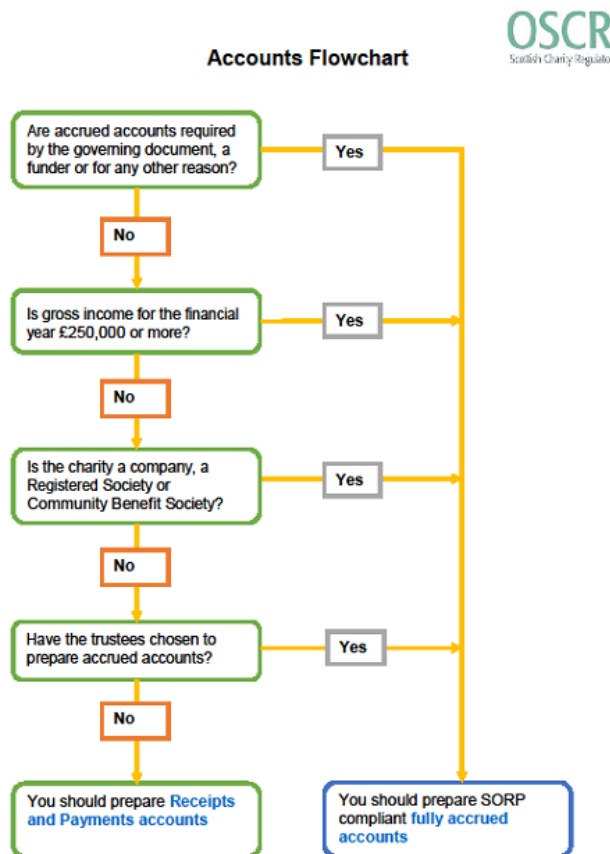 OSCR
Scottish Charity Regulato
Accounts Flowchart
Are accrued accounts required
by the governing document, a
funder or for any other reason?
Yes
No
Is gross income for the financial
year £250,000 or more?
Yes
No
Is the charity a company, a
Registered Society or
Community Benefit Society?
Yes
No
Have the trustees chosen to
prepare accrued accounts?
Yes
No
You should prepare Receipts
and Payments accounts
You should prepare SORP
compliant fully accrued
accounts